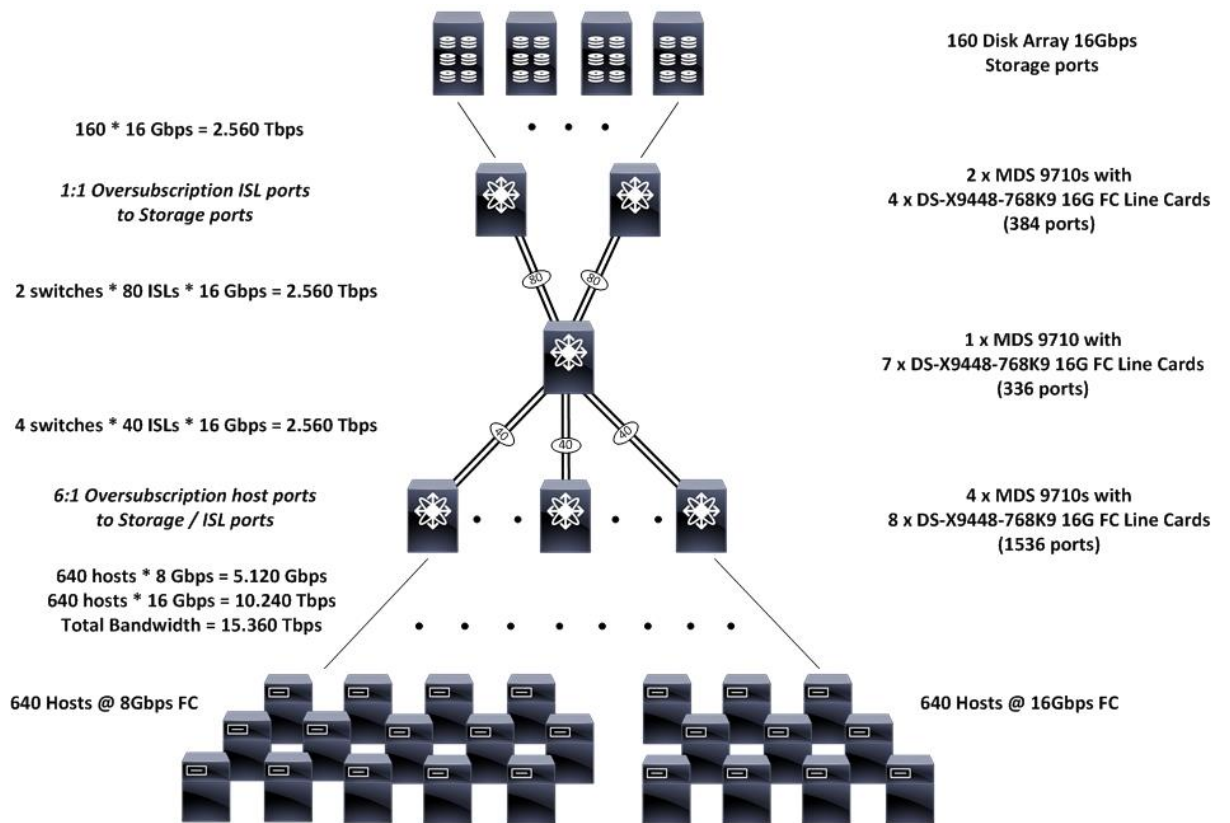 160 Disk Array 16Gbps
Storage ports
160 * 16 Gbps = 2.560 Tbps
1:1 Oversubscription ISL ports
to Storage ports
2 x MDS 9710s with
4 x DS-X9448-768K9 16G FC Line Cards
(384 ports)
80
80
2 switches * 80 ISLs * 16 Gbps = 2.560 Tbps
1 x MDS 9710 with
7 x DS-X9448-768K9 16G FC Line Cards
(336 ports)
4 switches * 40 ISLs * 16 Gbps = 2.560 Tbps
40
40
40
6:1 Oversubscription host ports
to Storage / ISL ports
4 x MDS 9710s with
8 x DS-X9448-768K9 16G FC Line Cards
(1536 ports)
640 hosts * 8 Gbps = 5.120 Gbps
640 hosts * 16 Gbps = 10.240 Tbps
Total Bandwidth = 15.360 Tbps
640 Hosts @ 8Gbps FC
640 Hosts @ 16Gbps FC